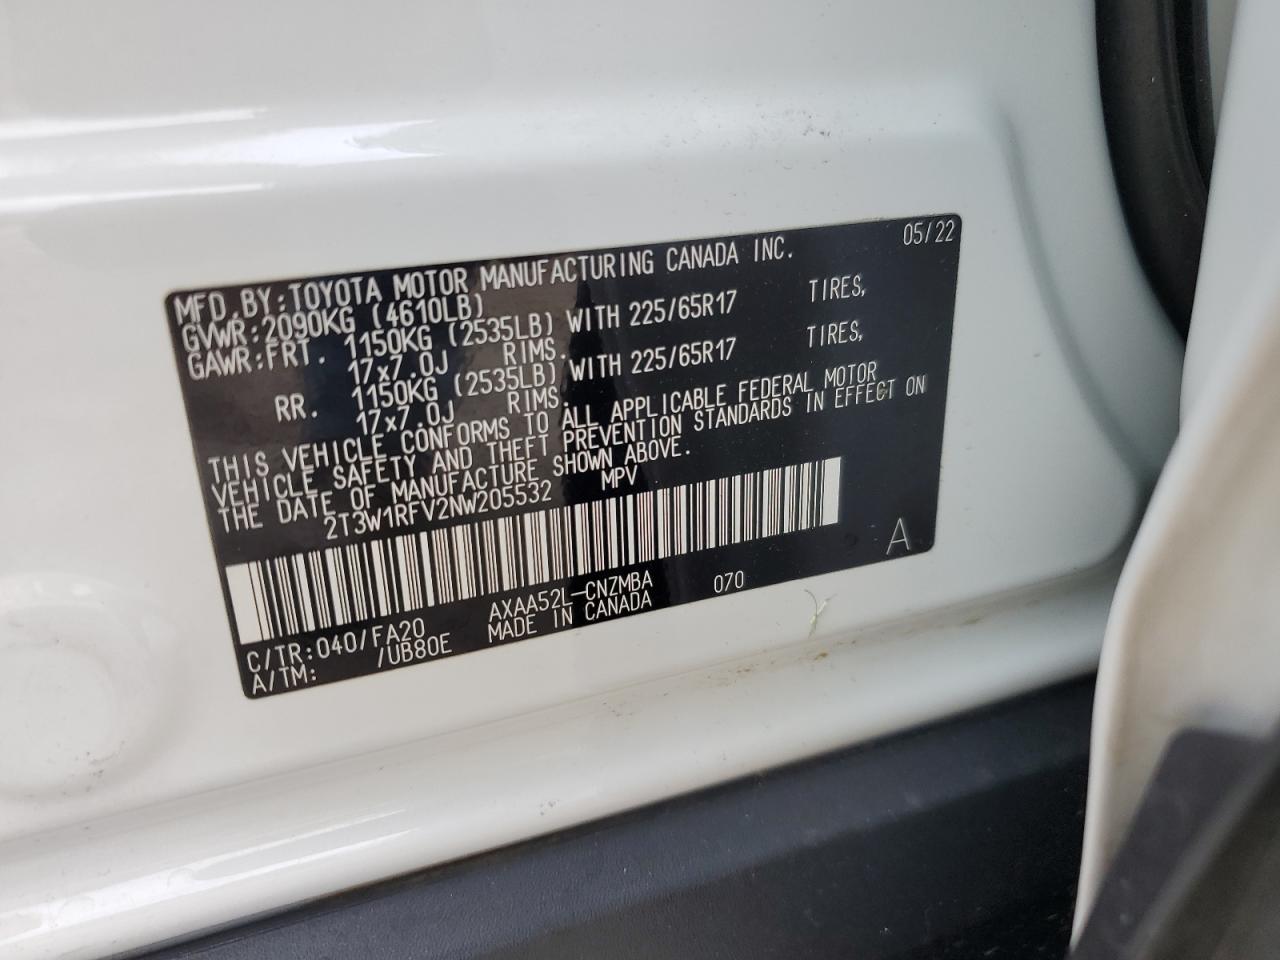 MFD. BY: TOYOTA MOTOR MANUFACTURING CANADA INC. 05/22
GVWR: 2090KG (4610LB)
GAWR: FRT. 1150KG (2535LB) WITH 225/65R17 TIRES,
17x7.0J RIMS.
RR. 1150KG (2535LB) WITH 225/65R17 TIRES,
17x7.0J RIMS.
THIS VEHICLE CONFORMS TO ALL APPLICABLE FEDERAL MOTOR
VEHICLE SAFETY AND THEFT PREVENTION STANDARDS IN EFFECT ON
THE DATE OF MANUFACTURE SHOWN ABOVE.
2T3W1RFV2NW205532 MPV
A
C/TR: 040/FA20 AXAA52L-CNZMBA 070
A/TM: /UB80E MADE IN CANADA